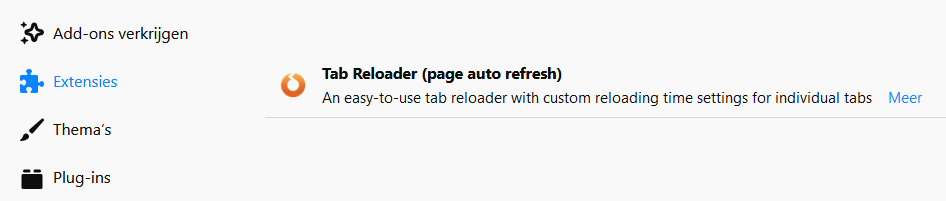 Add-ons verkrijgen
Extensies
Tab Reloader (page auto refresh)
An easy-to-use tab reloader with custom reloading time settings for individual tabs Meer
Thema's
Plug-ins